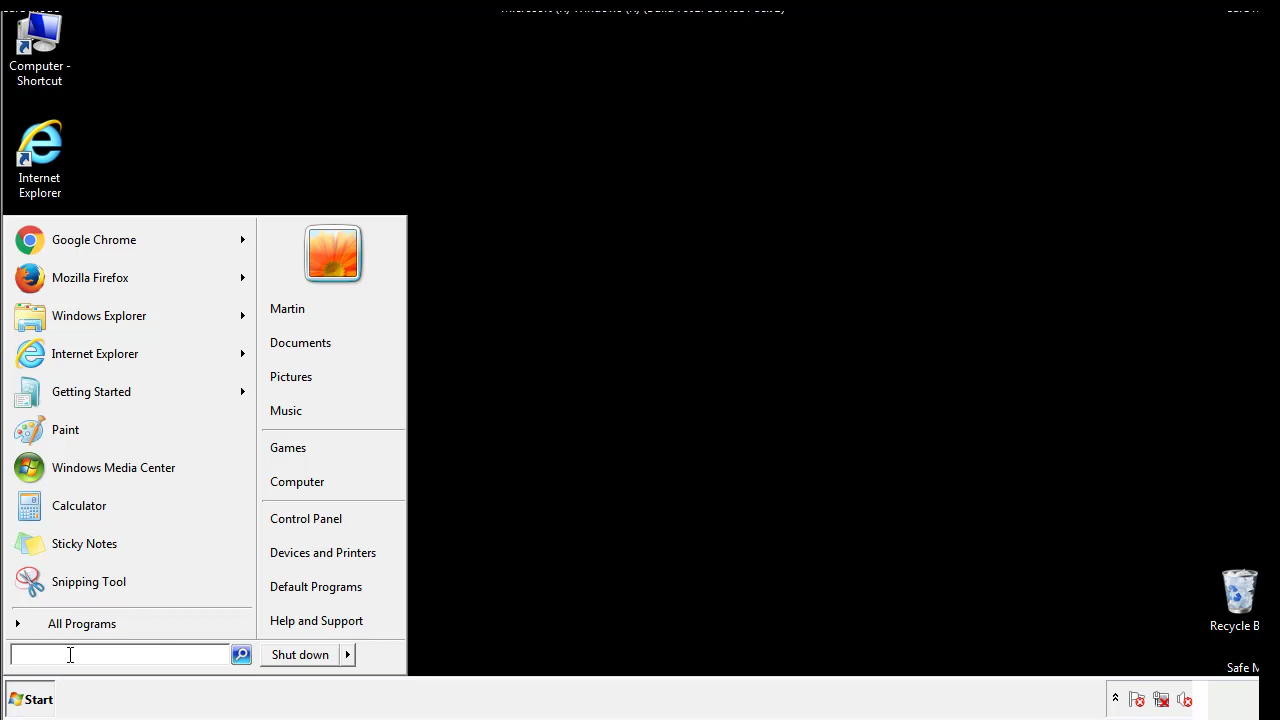 Computer -
Shortcut
Internet
Explorer
Google Chrome
Mozilla Firefox
Windows Explorer
Internet Explorer
Getting Started
Paint
Windows Media Center
Calculator
Sticky Notes
Snipping Tool
All Programs
Martin
Documents
Pictures
Music
Games
Computer
Control Panel
Devices and Printers
Default Programs
Help and Support
Shut down
Recycle B
Safe M
Start